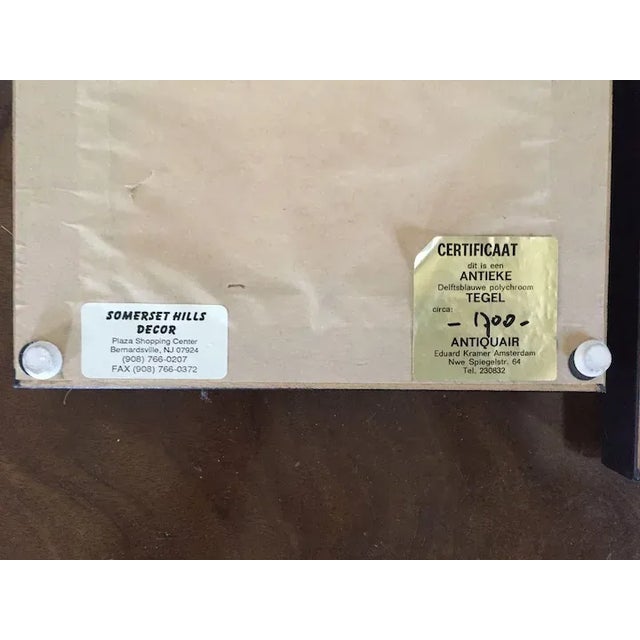 SOMERSET HILLS
DECOR
Plaza Shopping Center
Bernardsville, NJ 07924
(908) 766-0207
FAX (908) 766-0372
CERTIFICAAT
dit is een
ANTIEKE
Delftsblauwe polychroom
TEGEL
circa:
- 1700 -
ANTIQUAIR
Eduard Kramer Amsterdam
Nwe Spiegelstr. 64
Tel. 230832